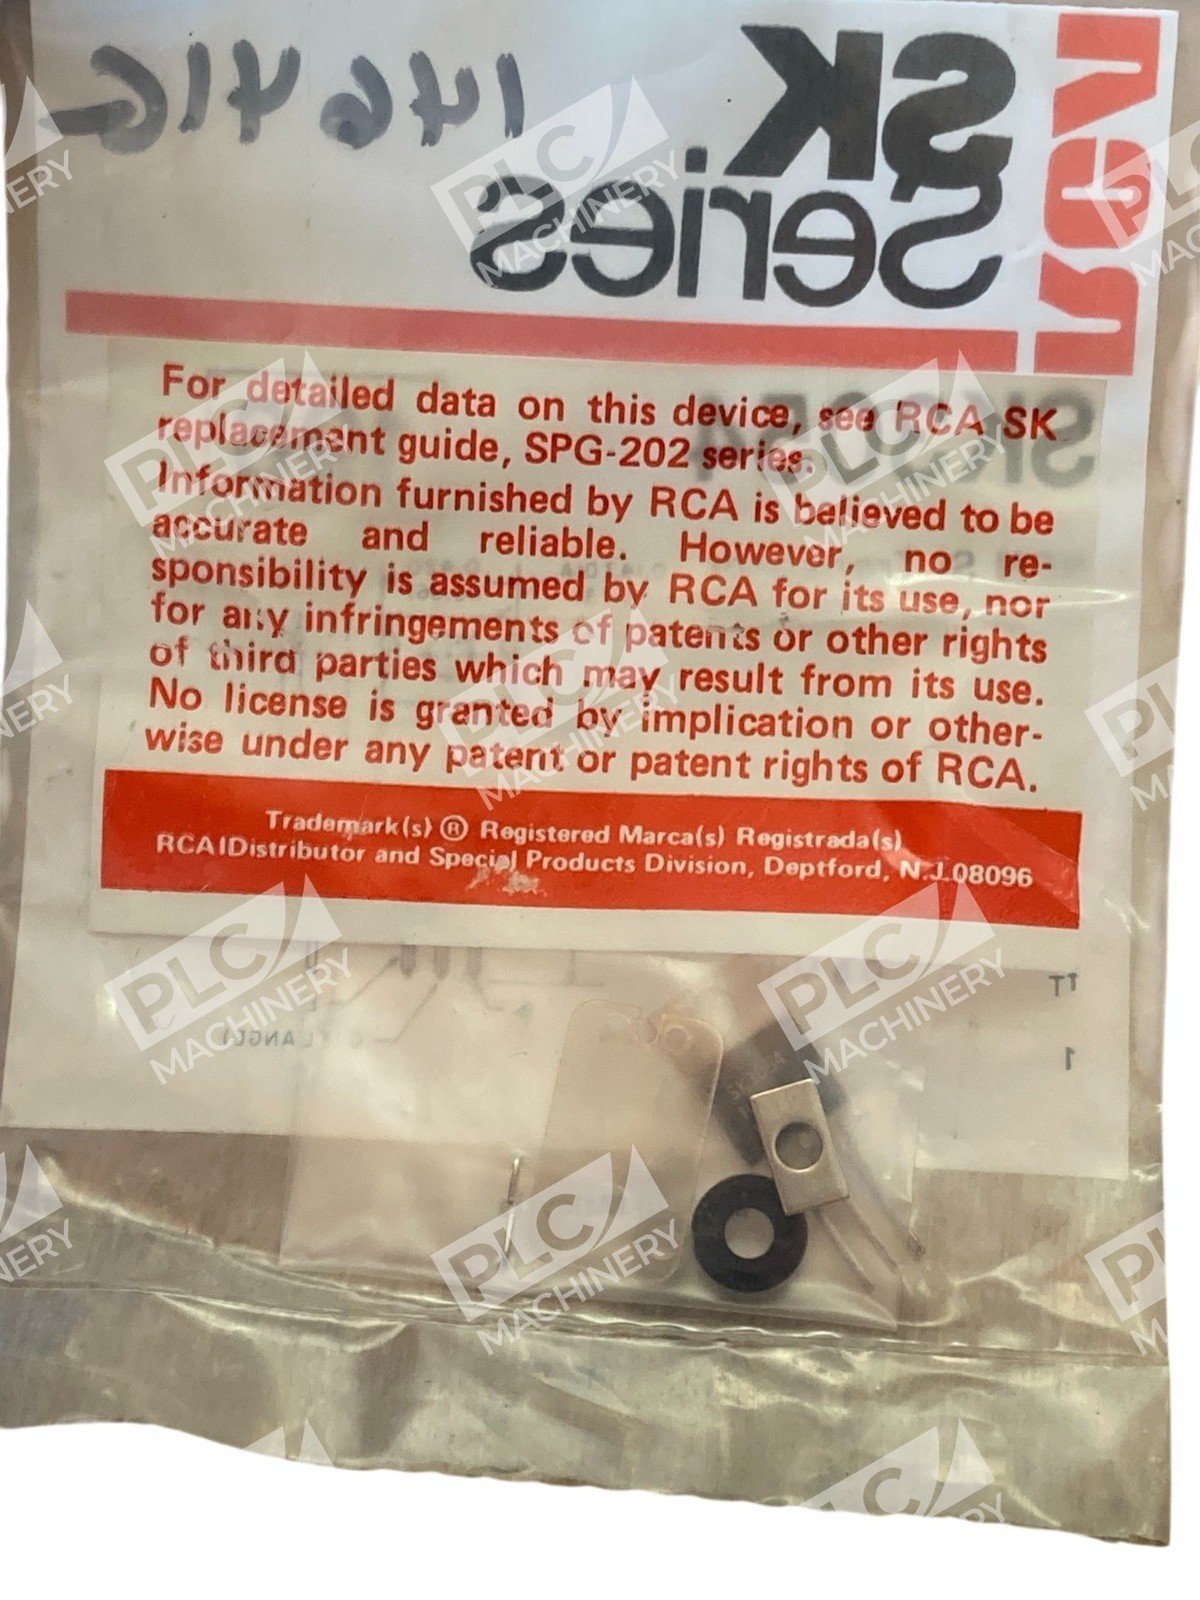 RCA
SK
Series
For detailed data on this device, see RCA SK
replacement guide, SPG-202 series.
Information furnished by RCA is believed to be
accurate and reliable. However, no re-
sponsibility is assumed by RCA for its use, nor
for any infringements of patents or other rights
of third parties which may result from its use.
No license is granted by implication or other-
wise under any patent or patent rights of RCA.
Trademark(s) ® Registered Marca(s) Registrada(s)
RCA|Distributor and Special Products Division, Deptford, N.J.08096
PLC
MACHINERY